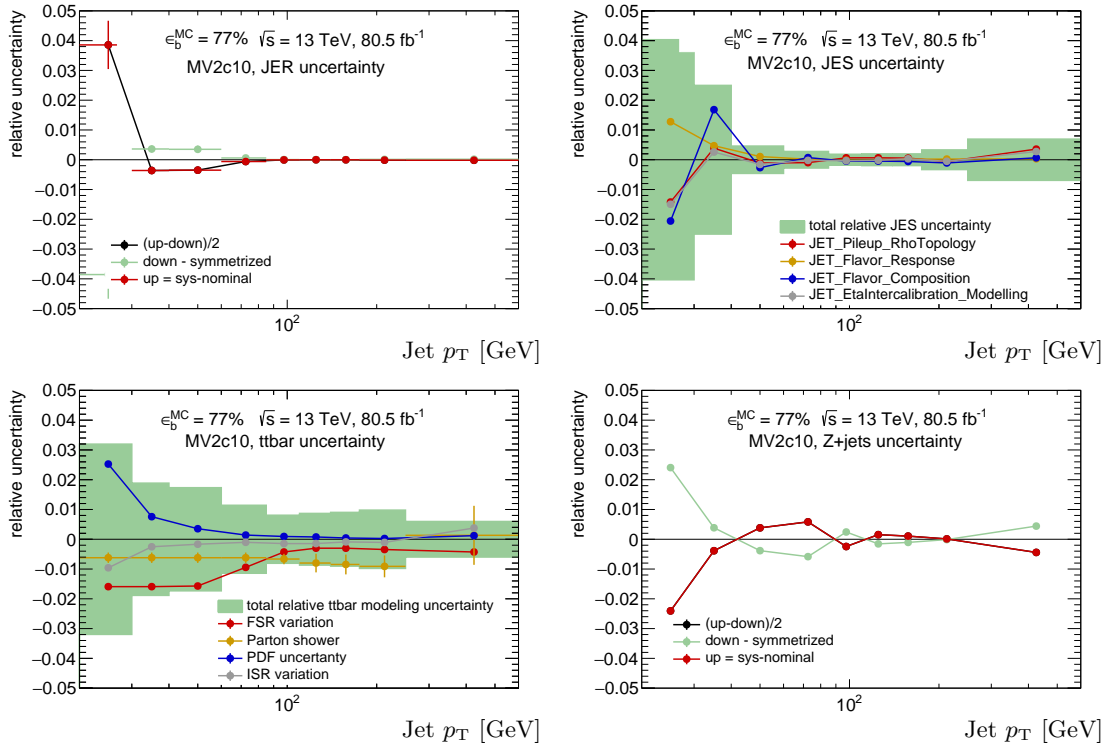 0.05
0.04
0.03
0.02
0.01
0
−0.01
−0.02
−0.03
−0.04
−0.05
relative uncertainty
ϵ_b^MC = 77% √s = 13 TeV, 80.5 fb⁻¹
MV2c10, JER uncertainty
(up-down)/2
down - symmetrized
up = sys-nominal
10²
Jet p_T [GeV]
0.05
0.04
0.03
0.02
0.01
0
−0.01
−0.02
−0.03
−0.04
−0.05
relative uncertainty
ϵ_b^MC = 77% √s = 13 TeV, 80.5 fb⁻¹
MV2c10, JES uncertainty
total relative JES uncertainty
JET_Pileup_RhoTopology
JET_Flavor_Response
JET_Flavor_Composition
JET_EtaIntercalibration_Modelling
10²
Jet p_T [GeV]
0.05
0.04
0.03
0.02
0.01
0
−0.01
−0.02
−0.03
−0.04
−0.05
relative uncertainty
ϵ_b^MC = 77% √s = 13 TeV, 80.5 fb⁻¹
MV2c10, ttbar uncertainty
total relative ttbar modeling uncertainty
FSR variation
Parton shower
PDF uncertanty
ISR variation
10²
Jet p_T [GeV]
0.05
0.04
0.03
0.02
0.01
0
−0.01
−0.02
−0.03
−0.04
−0.05
relative uncertainty
ϵ_b^MC = 77% √s = 13 TeV, 80.5 fb⁻¹
MV2c10, Z+jets uncertainty
(up-down)/2
down - symmetrized
up = sys-nominal
10²
Jet p_T [GeV]